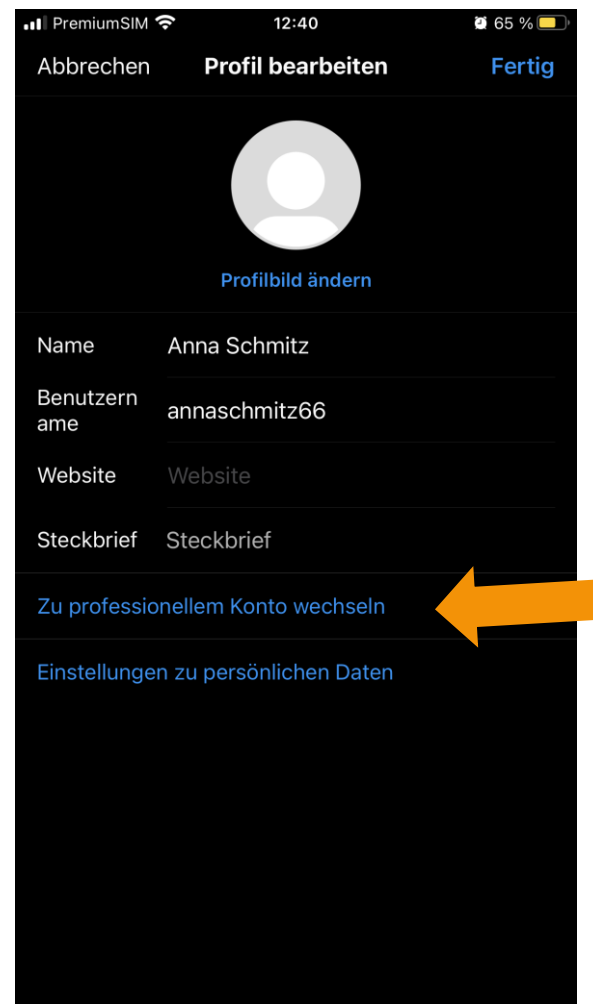 PremiumSIM 12:40 65 %
Abbrechen Profil bearbeiten Fertig
Profilbild ändern
Name Anna Schmitz
Benutzern
ame annaschmitz66
Website Website
Steckbrief Steckbrief
Zu professionellem Konto wechseln
Einstellungen zu persönlichen Daten